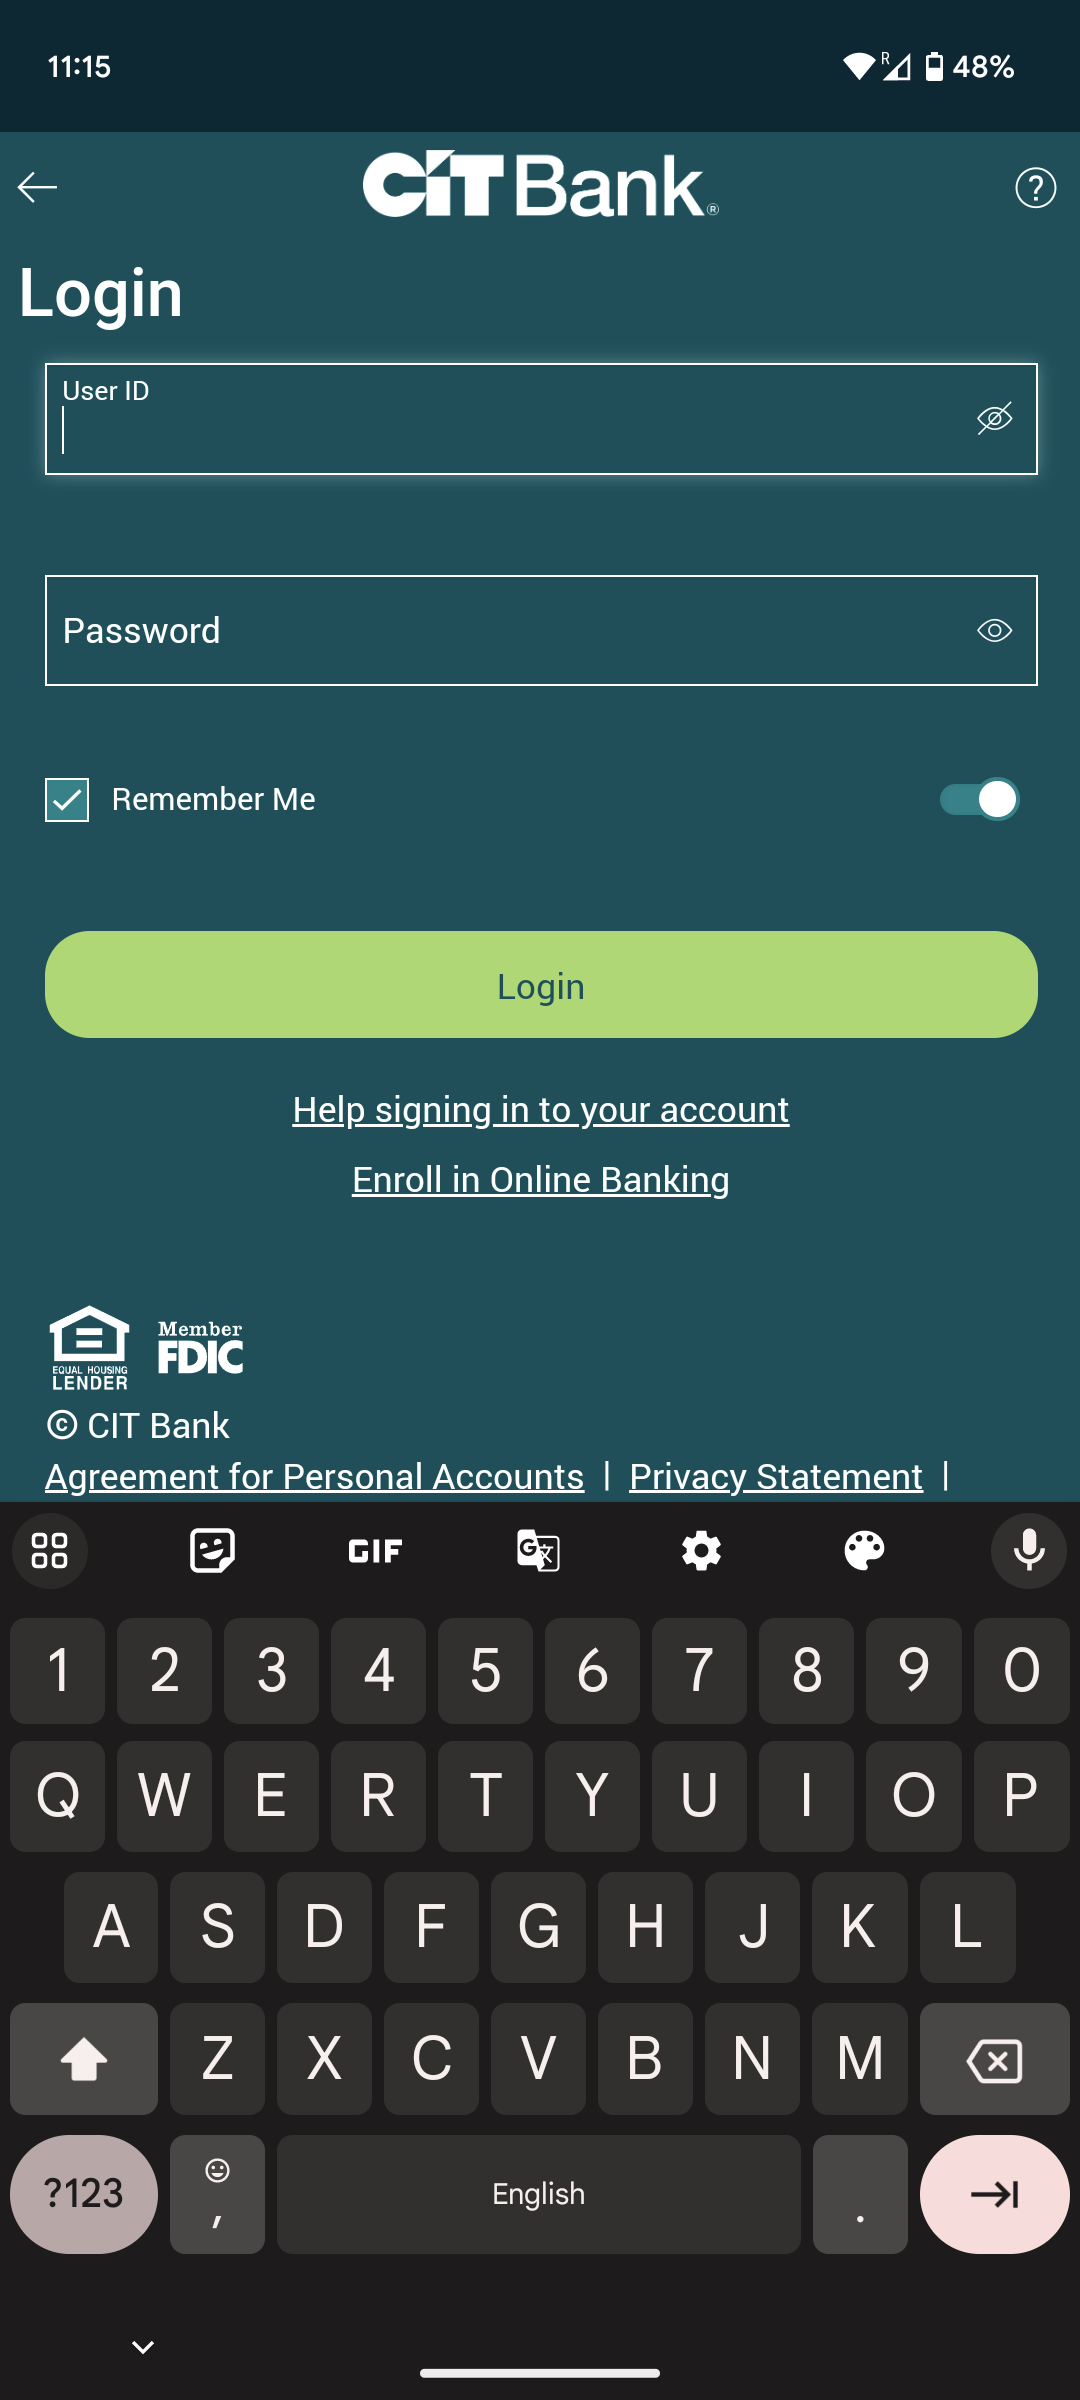 11:15 R 48%
CIT Bank®
Login
User ID
Password
Remember Me
Login
Help signing in to your account
Enroll in Online Banking
EQUAL HOUSING
LENDER
Member
FDIC
© CIT Bank
Agreement for Personal Accounts | Privacy Statement |
GIF G 文
1 2 3 4 5 6 7 8 9 0
Q W E R T Y U I O P
A S D F G H J K L
Z X C V B N M
?123 , English .